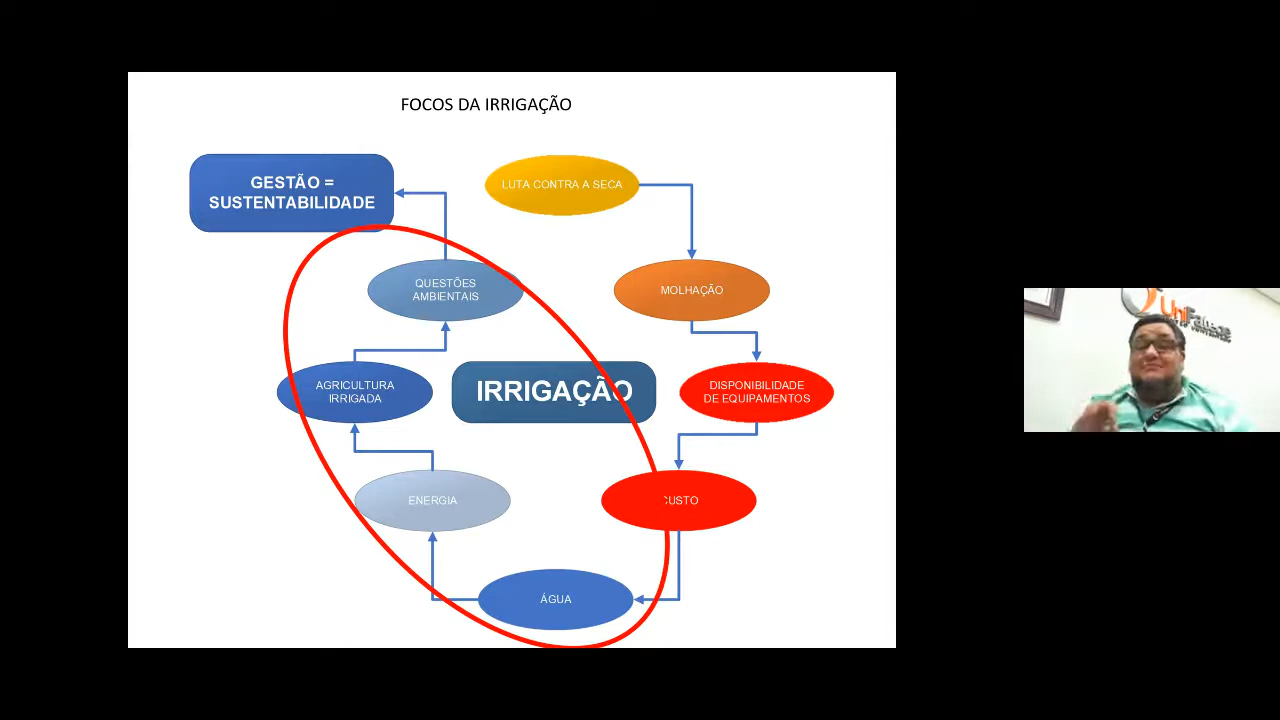 FOCOS DA IRRIGAÇÃO
GESTÃO =
SUSTENTABILIDADE
LUTA CONTRA A SECA
QUESTÕES
AMBIENTAIS
MOLHAÇÃO
AGRICULTURA
IRRIGADA
IRRIGAÇÃO
DISPONIBILIDADE
DE EQUIPAMENTOS
ENERGIA
CUSTO
ÁGUA
UniFatecie